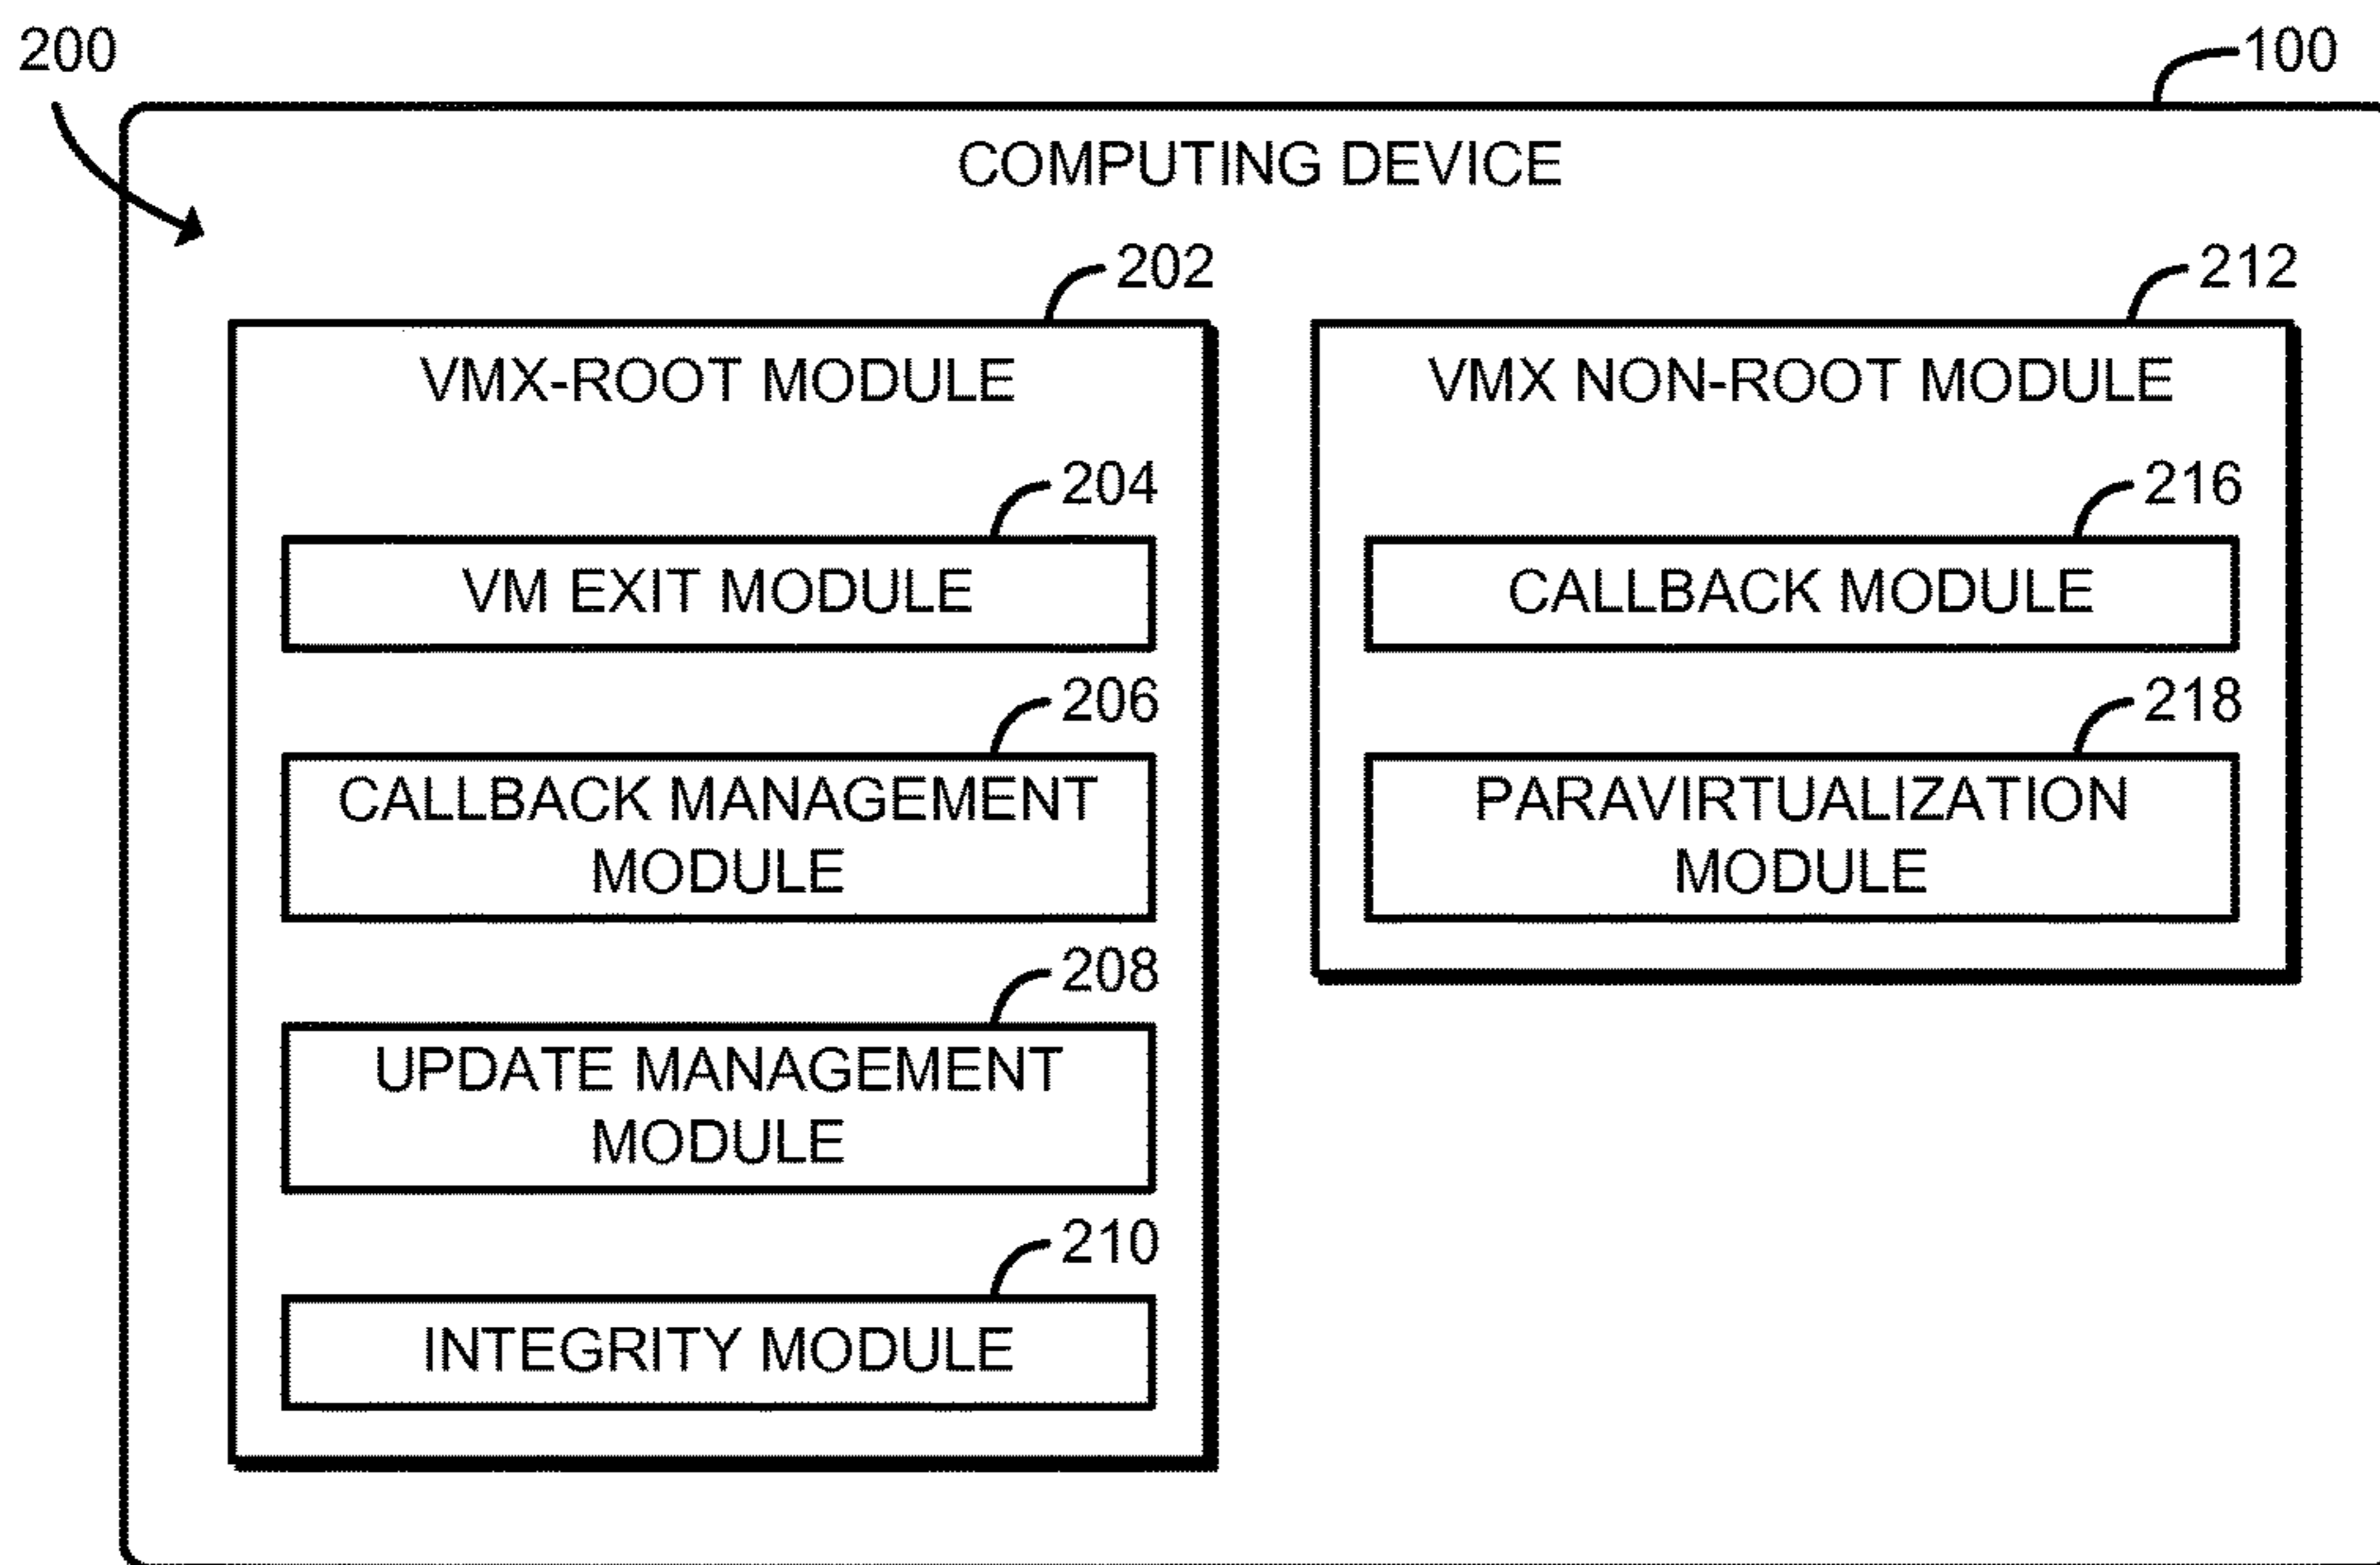 200
100
COMPUTING DEVICE
202
212
VMX-ROOT MODULE
VMX NON-ROOT MODULE
204
216
VM EXIT MODULE
CALLBACK MODULE
206
218
CALLBACK MANAGEMENT
MODULE
PARAVIRTUALIZATION
MODULE
208
UPDATE MANAGEMENT
MODULE
210
INTEGRITY MODULE